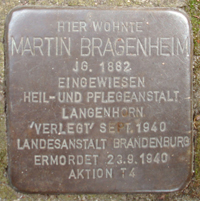 HIER WOHNTE
MARTIN BRAGENHEIM
JG. 1882
EINGEWIESEN
HEIL- UND PFLEGEANSTALT
LANGENHORN
'VERLEGT' SEPT. 1940
LANDESANSTALT BRANDENBURG
ERMORDET 23.9.1940
AKTION T4